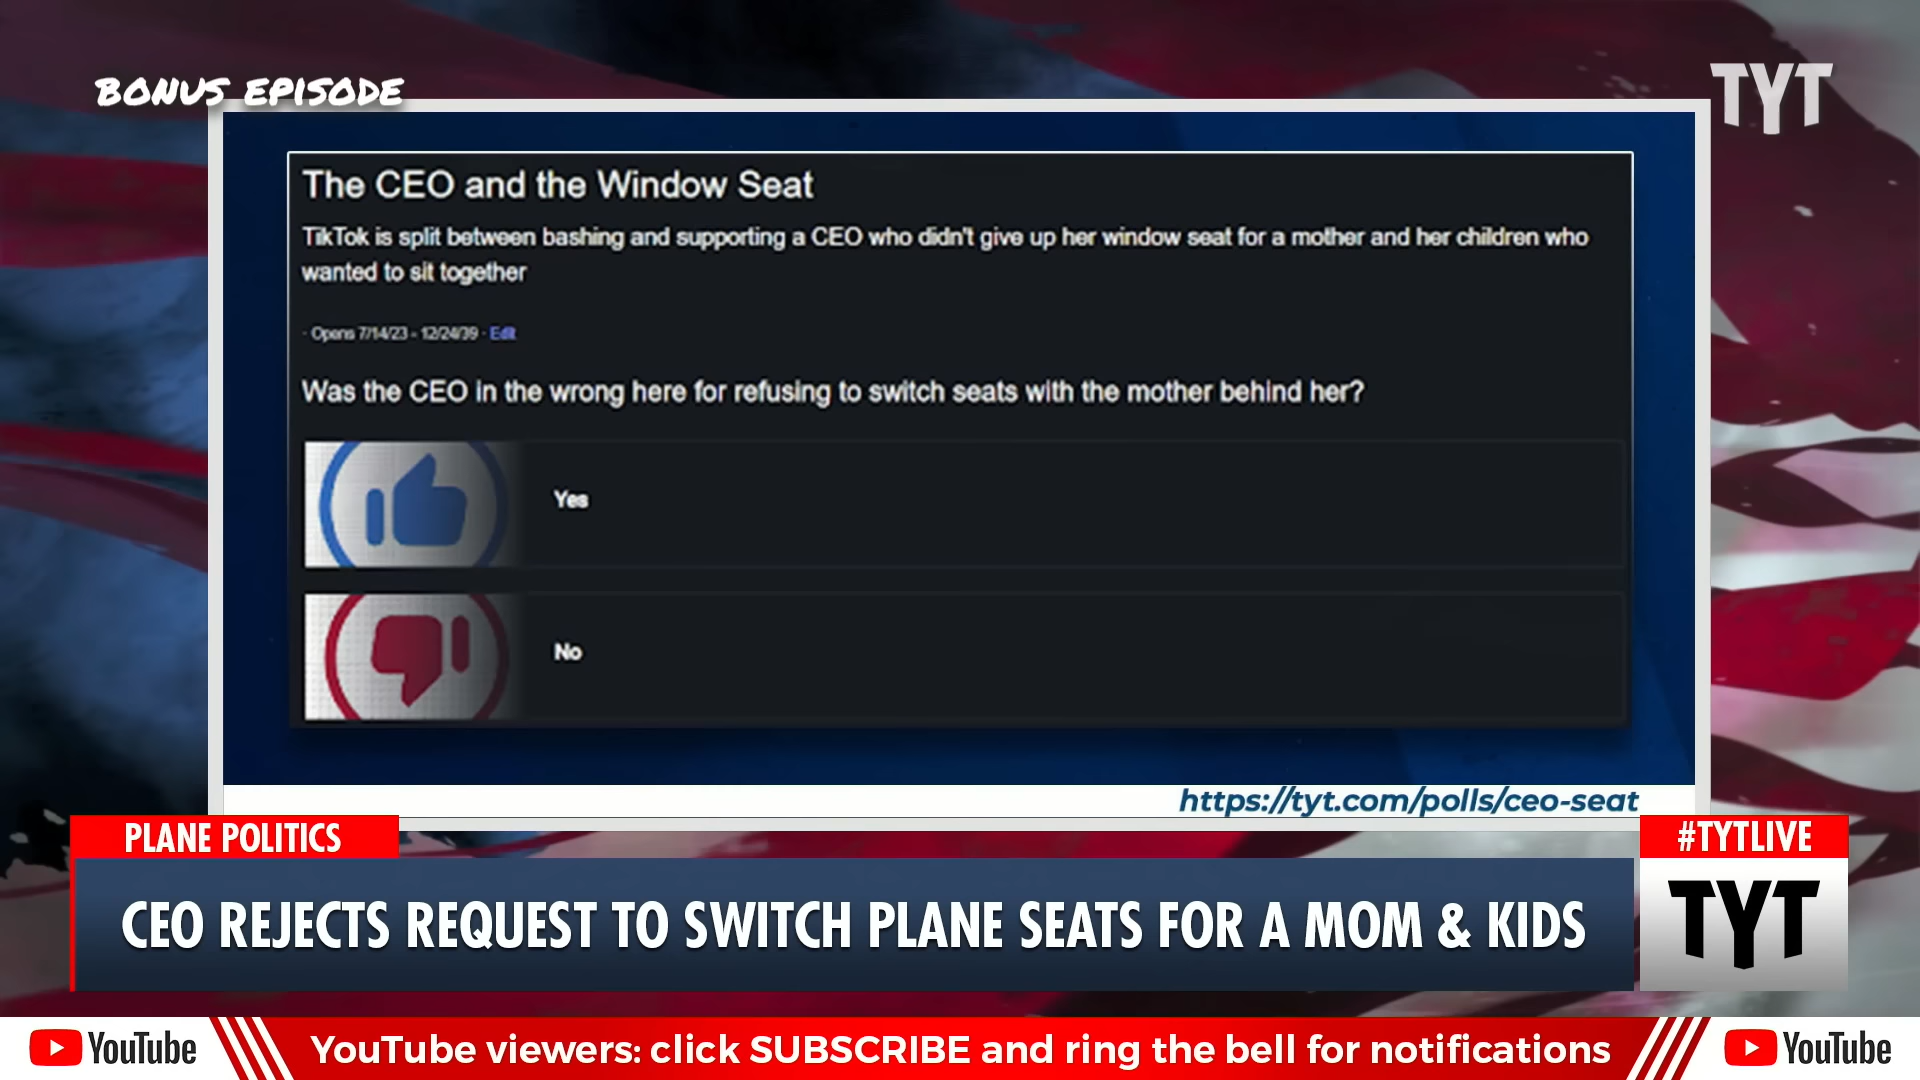 BONUS EPISODE
TYT
The CEO and the Window Seat
TikTok is split between bashing and supporting a CEO who didn't give up her window seat for a mother and her children who
wanted to sit together
· Opens 7/14/23 - 12/24/39 · Edit
Was the CEO in the wrong here for refusing to switch seats with the mother behind her?
Yes
No
https://tyt.com/polls/ceo-seat
PLANE POLITICS
#TYTLIVE
CEO REJECTS REQUEST TO SWITCH PLANE SEATS FOR A MOM & KIDS
TYT
YouTube
YouTube viewers: click SUBSCRIBE and ring the bell for notifications
YouTube